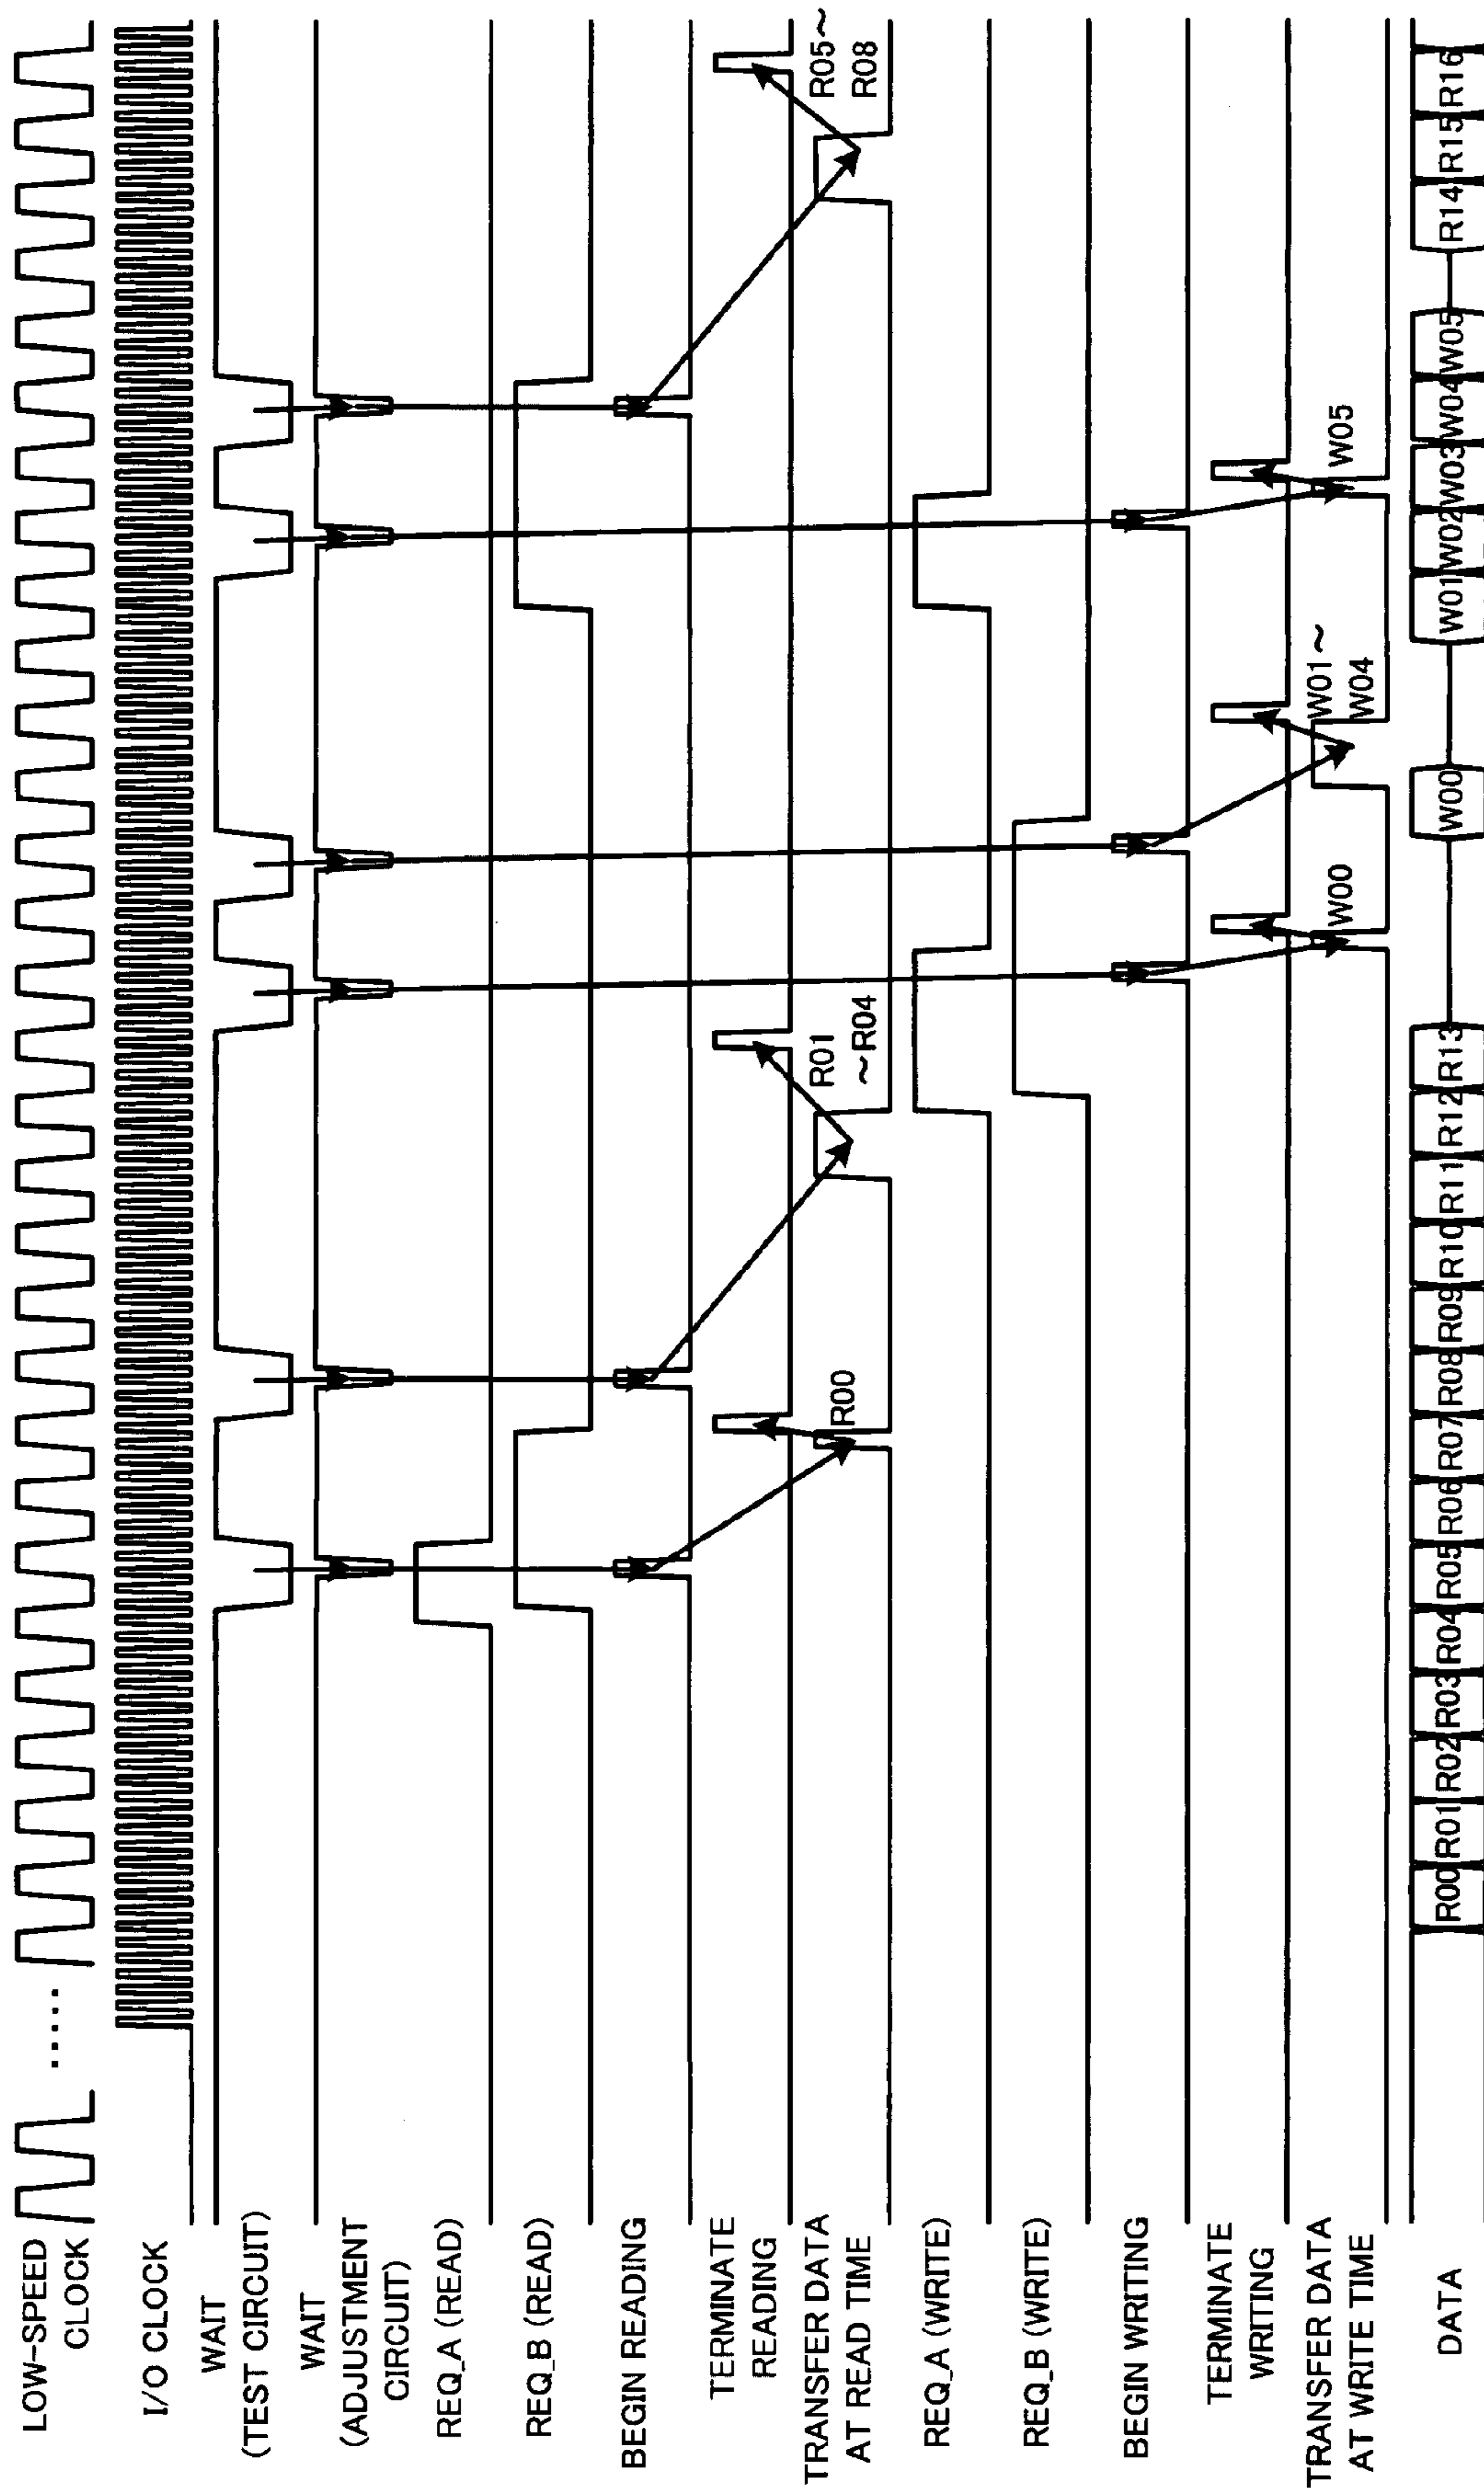 LOW-SPEED
CLOCK
.....
I/O CLOCK
WAIT
(TEST CIRCUIT)
WAIT
(ADJUSTMENT
CIRCUIT)
REQ_A (READ)
REQ_B (READ)
BEGIN READING
TERMINATE
READING
TRANSFER DATA
AT READ TIME
R00
R01
~R04
R05~
R08
REQ_A (WRITE)
REQ_B (WRITE)
BEGIN WRITING
TERMINATE
WRITING
TRANSFER DATA
AT WRITE TIME
W00
W01~
W04
W05
DATA
R00 R01 R02 R03 R04 R05 R06 R07 R08 R09 R10 R11 R12 R13 W00 W01 W02 W03 W04 W05 R14 R15 R16